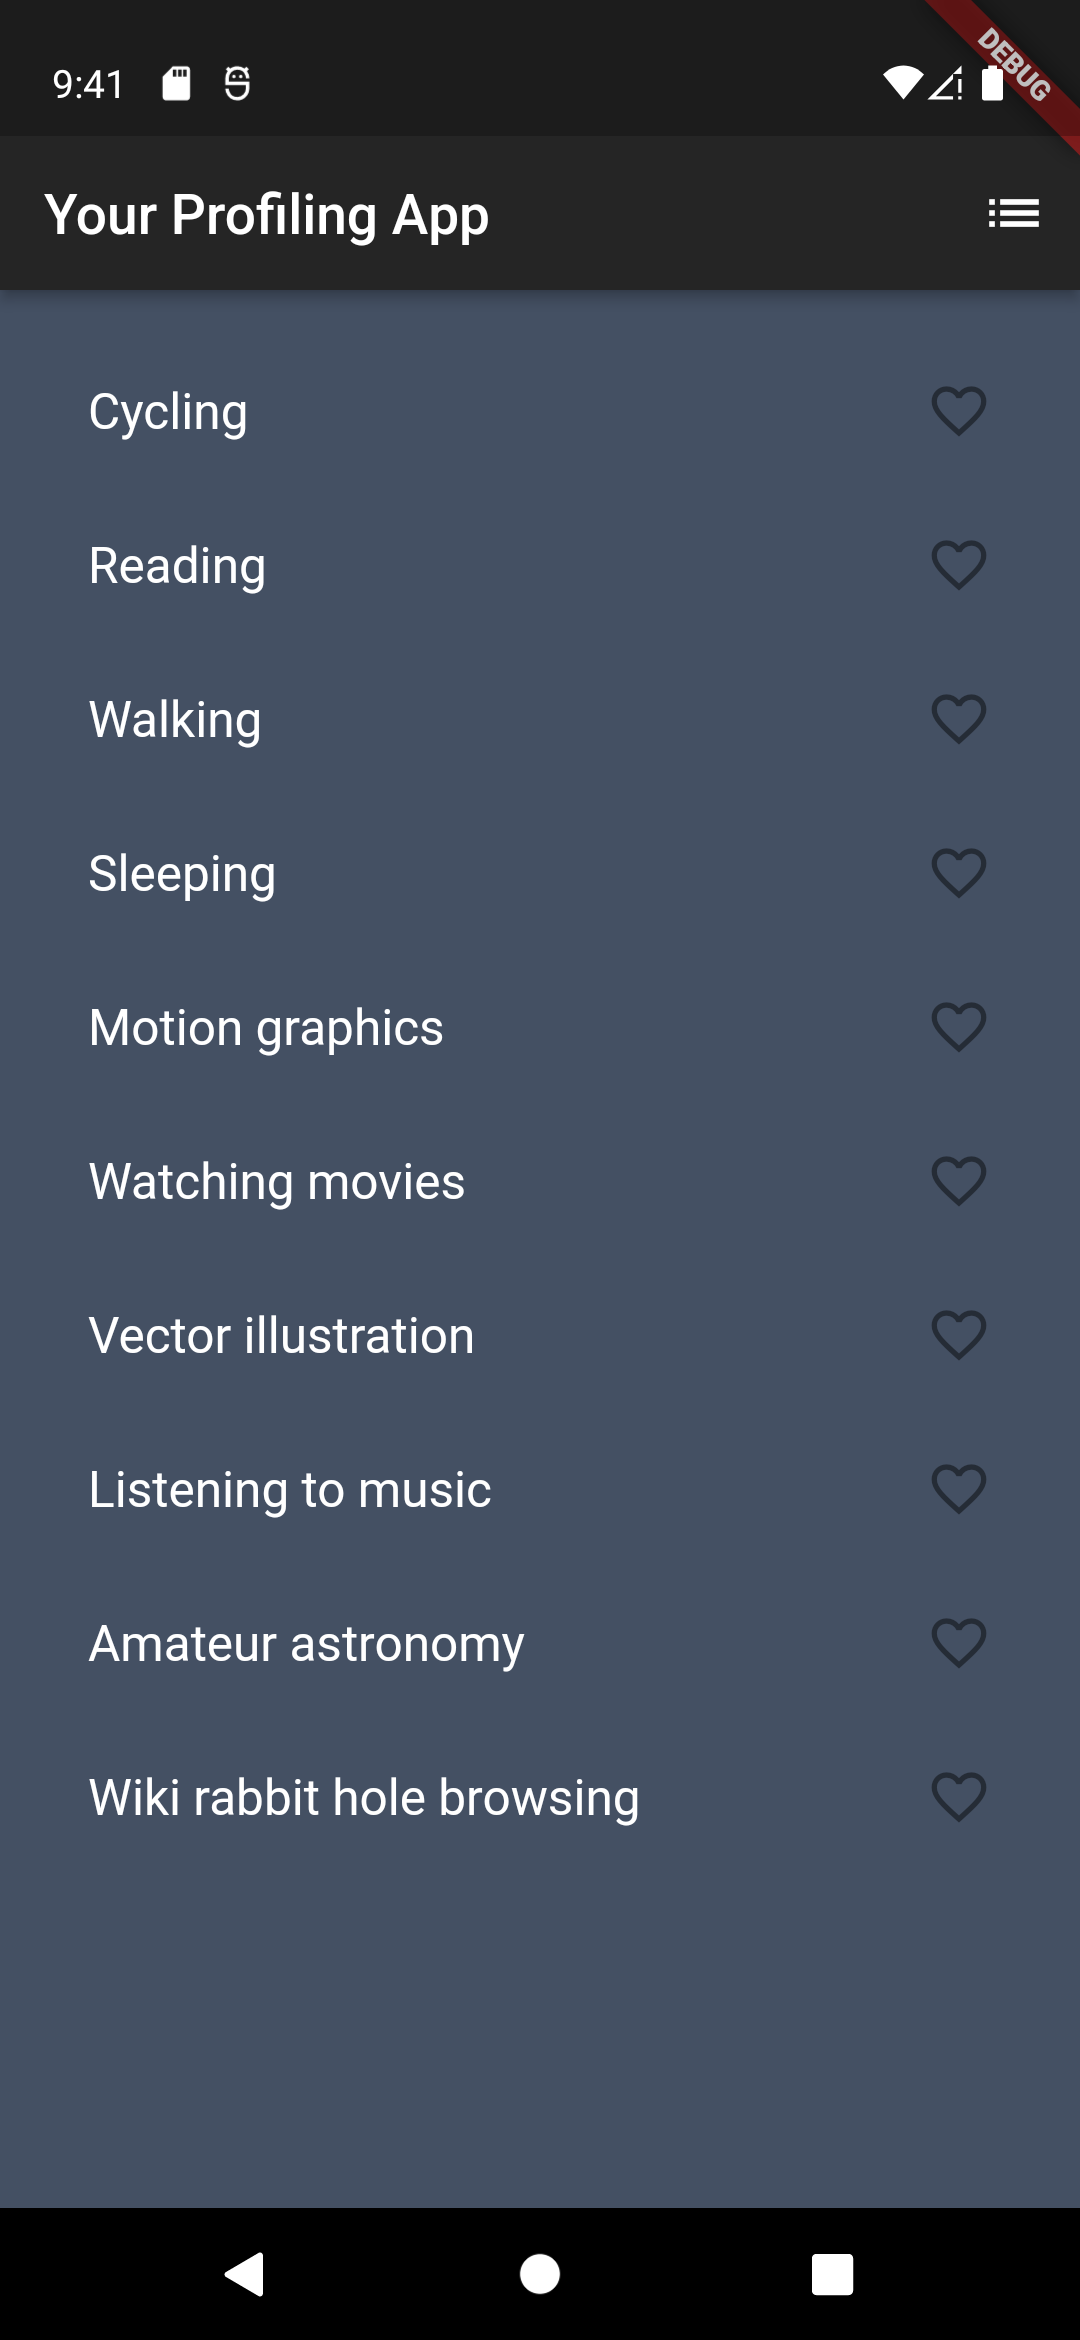 9:41
DEBUG
Your Profiling App
Cycling
Reading
Walking
Sleeping
Motion graphics
Watching movies
Vector illustration
Listening to music
Amateur astronomy
Wiki rabbit hole browsing